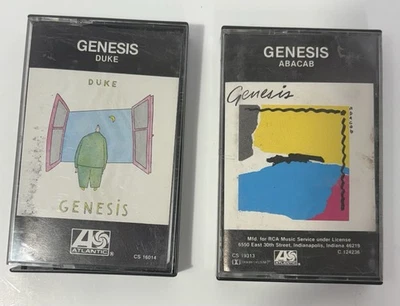 GENESIS
DUKE
DUKE
GENESIS
ATLANTIC
CS 16014
GENESIS
ABACAB
Genesis
ABACAB
Mfd. for RCA Music Service under License
6550 East 30th Street, Indianapolis, Indiana 46219
ATLANTIC
CS 19313
C 124238